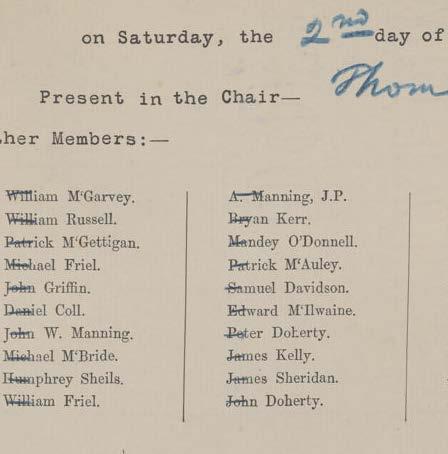 on Saturday, the 2nd day of
Present in the Chair— Thom
her Members:—
William M'Garvey.
William Russell.
Patrick M'Gettigan.
Michael Friel.
John Griffin.
Daniel Coll.
John W. Manning.
Michael M'Bride.
Humphrey Sheils.
William Friel.
A. Manning, J.P.
Bryan Kerr.
Mandey O'Donnell.
Patrick M'Auley.
Samuel Davidson.
Edward M'Ilwaine.
Peter Doherty.
James Kelly.
James Sheridan.
John Doherty.